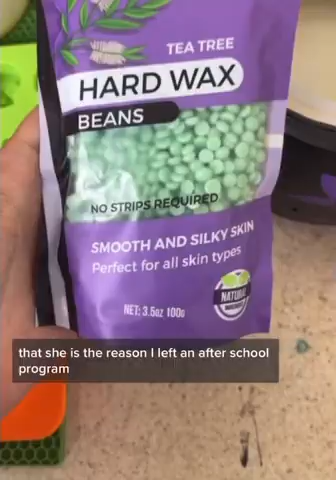 TEA TREE
HARD WAX
BEANS
NO STRIPS REQUIRED
SMOOTH AND SILKY SKIN
Perfect for all skin types
NET: 3.5oz 100g
NATURAL
that she is the reason I left an after school
program